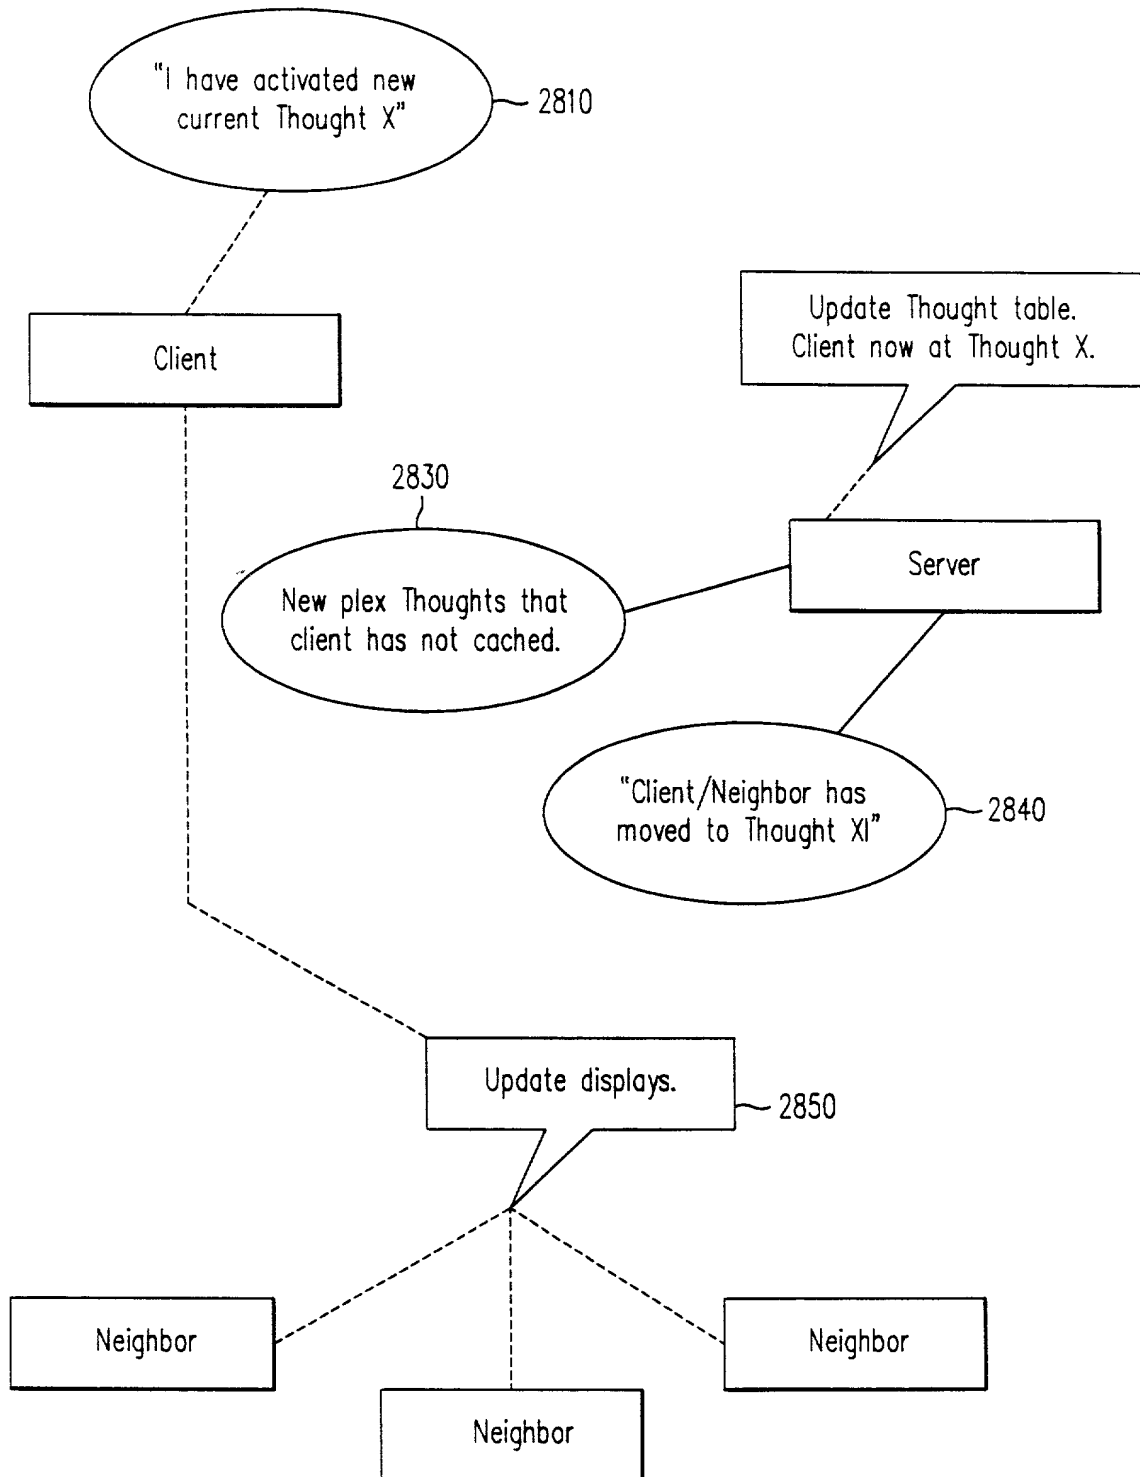 "I have activated new
current Thought X"
2810
Client
Update Thought table.
Client now at Thought X.
2830
Server
New plex Thoughts that
client has not cached.
"Client/Neighbor has
moved to Thought XI"
2840
Update displays.
2850
Neighbor
Neighbor
Neighbor